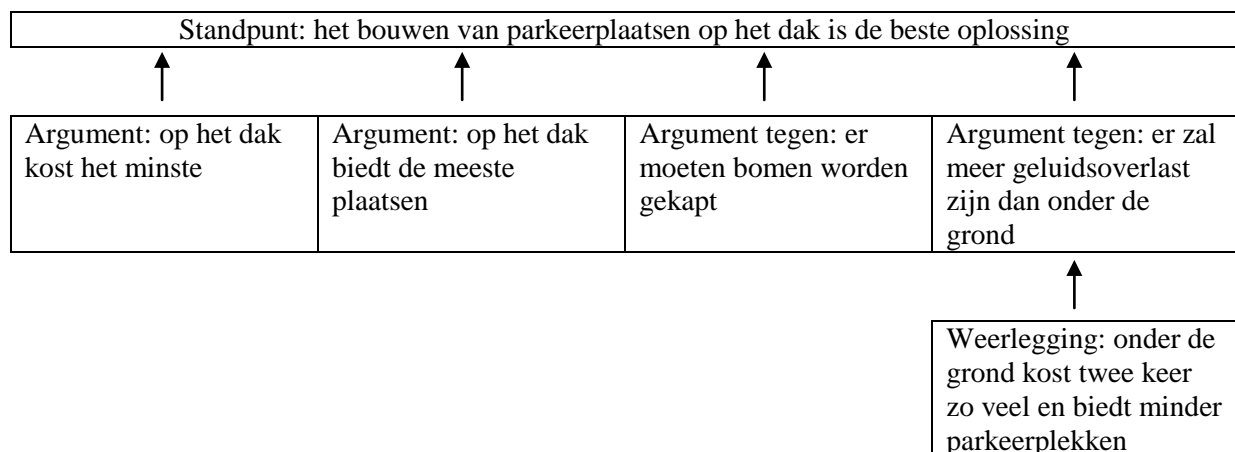 Standpunt: het bouwen van parkeerplaatsen op het dak is de beste oplossing
Argument: op het dak
kost het minste
Argument: op het dak
biedt de meeste
plaatsen
Argument tegen: er
moeten bomen worden
gekapt
Argument tegen: er zal
meer geluidsoverlast
zijn dan onder de
grond
Weerlegging: onder de
grond kost twee keer
zo veel en biedt minder
parkeerplekken